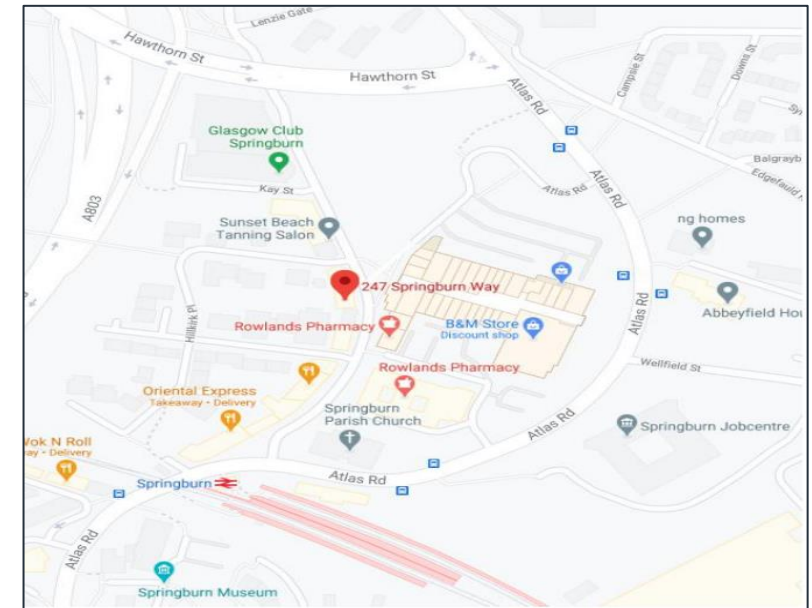 Lenzie Gate
Hawthorn St
Hawthorn St
Atlas Rd
Campsie St
Downs St
Glasgow Club
Springburn
Kay St
Balgrayb
Edgefauld
Atlas Rd
Atlas Rd
A803
Sunset Beach
Tanning Salon
ng homes
247 Springburn Way
Hillkirk Pl
Rowlands Pharmacy
B&M Store
Discount shop
Atlas Rd
Abbeyfield Hou
Rowlands Pharmacy
Wellfield St
Oriental Express
Takeaway • Delivery
Springburn
Parish Church
Atlas Rd
Springburn Jobcentre
Wok N Roll
ay • Delivery
Springburn
Atlas Rd
Atlas Rd
Springburn Museum